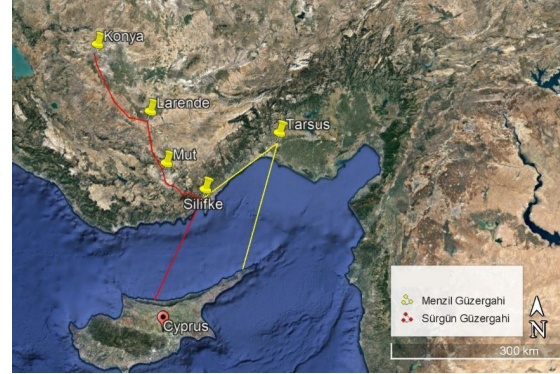 Konya
Larende
Tarsus
Mut
Silifke
Cyprus
Menzil Güzergahi
Sürgün Güzergahi
N
300 km